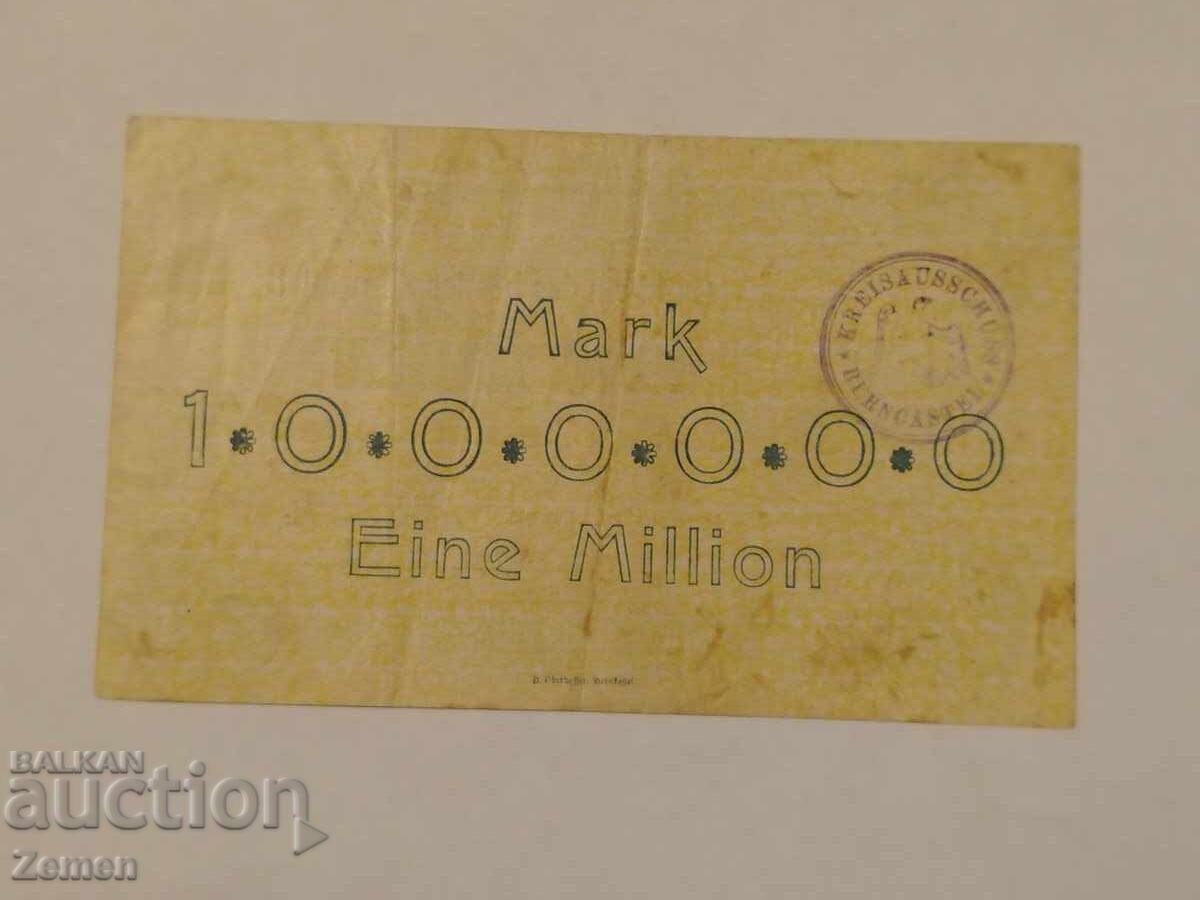 Mark
1*0*0*0*0*0*0
Eine Million
* KREISAUSSCHUSS *
BERNCASTEL
BALKAN
auction
Zemen